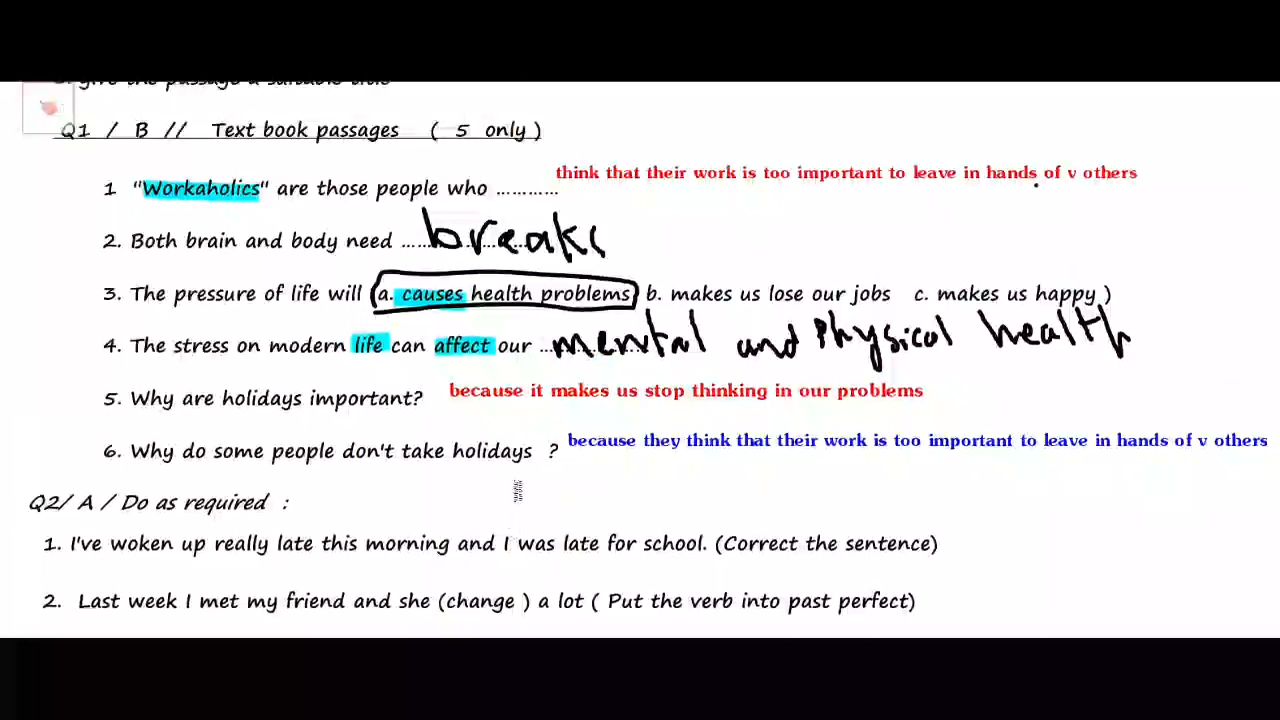 2. give the passage a suitable title
Q1 / B // Text book passages ( 5 only )
1 "Workaholics" are those people who ............ think that their work is too important to leave in hands of v others
2. Both brain and body need ...... breaks
3. The pressure of life will (a. causes health problems b. makes us lose our jobs c. makes us happy )
4. The stress on modern life can affect our ... mental and physical health
5. Why are holidays important? because it makes us stop thinking in our problems
6. Why do some people don't take holidays ? because they think that their work is too important to leave in hands of v others
Q2/ A / Do as required :
1. I've woken up really late this morning and I was late for school. (Correct the sentence)
2. Last week I met my friend and she (change ) a lot ( Put the verb into past perfect)